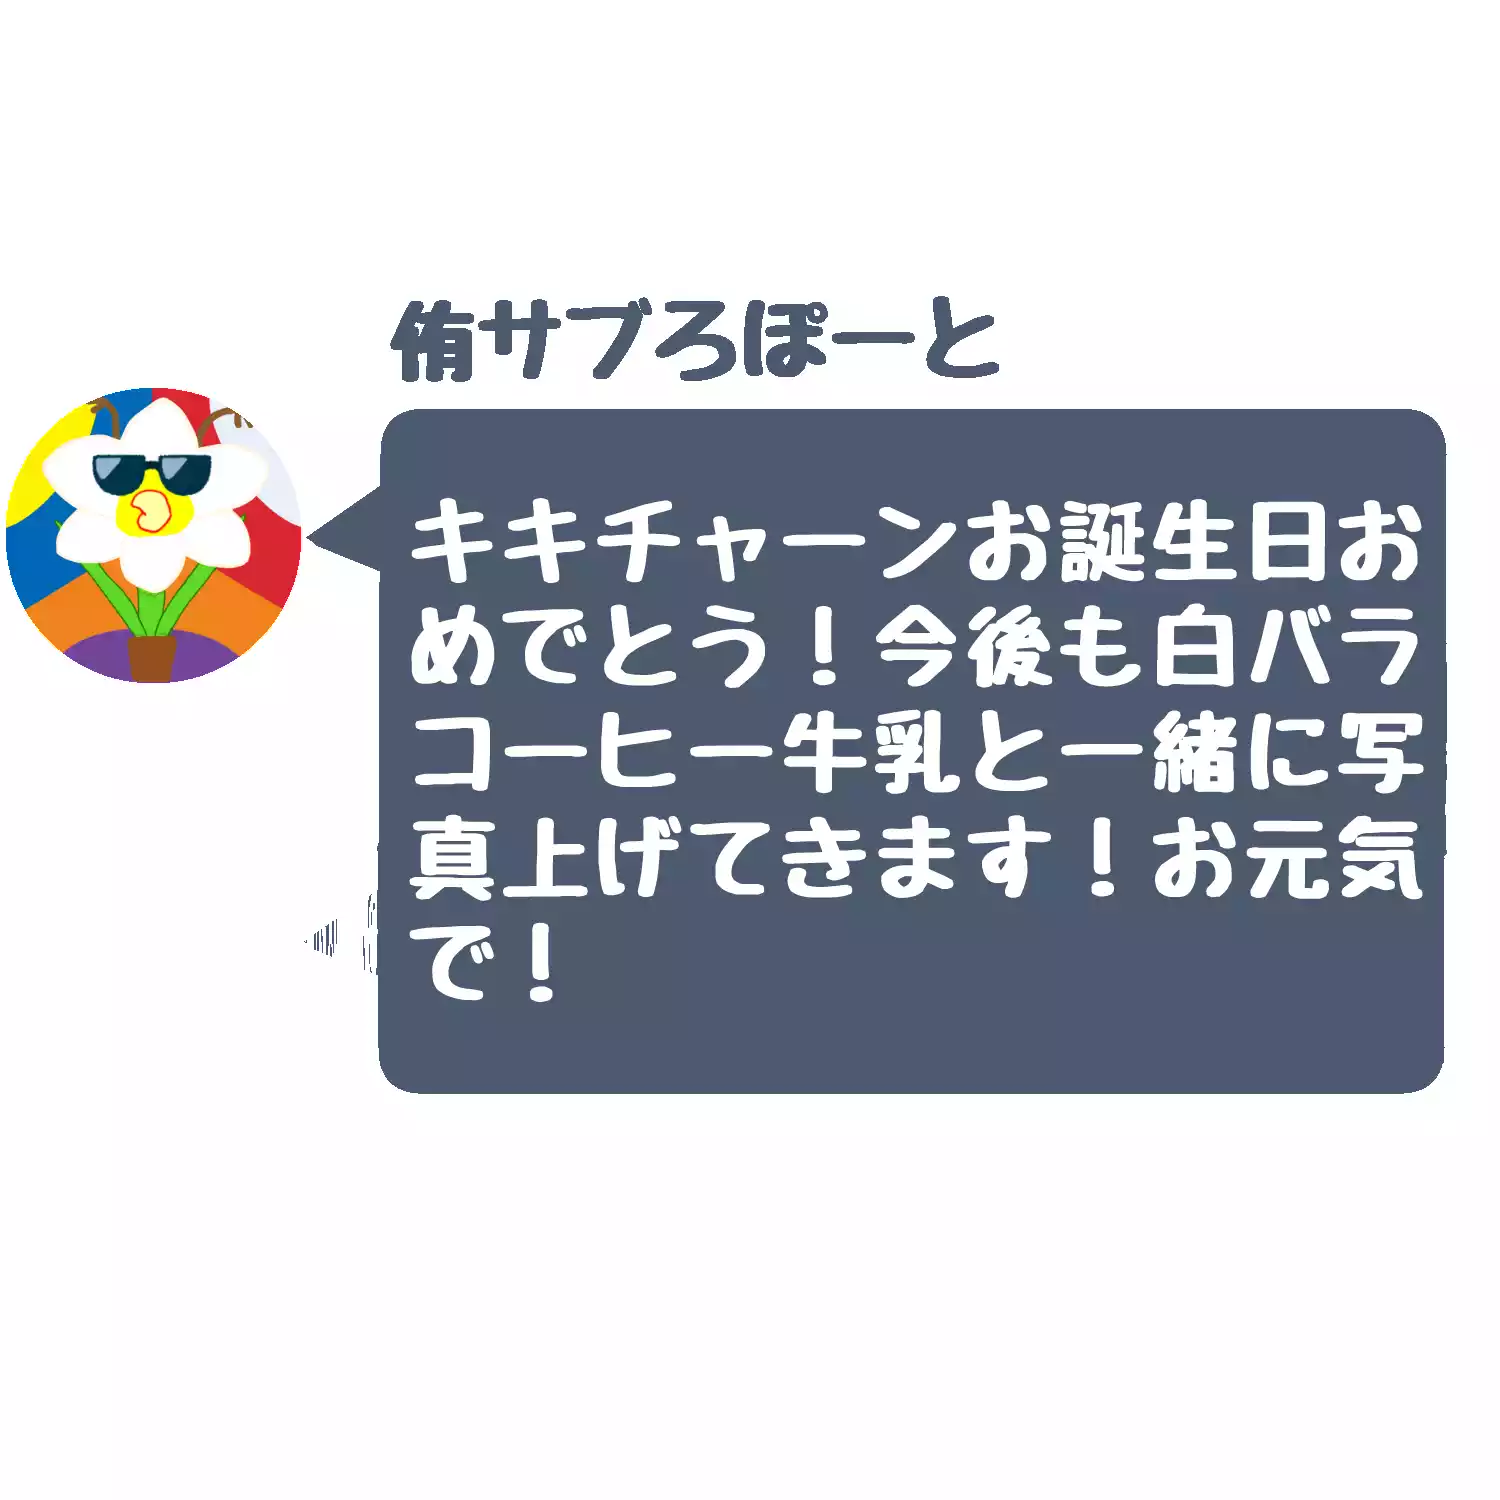 侑サブろぽーと
キキチャーンお誕生日お
めでとう！今後も白バラ
コーヒー牛乳と一緒に写
真上げてきます！お元気
で！